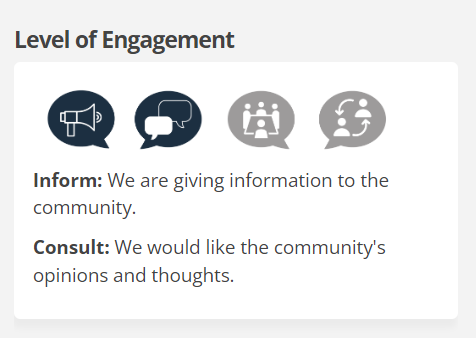 Level of Engagement
Inform: We are giving information to the
community.
Consult: We would like the community's
opinions and thoughts.